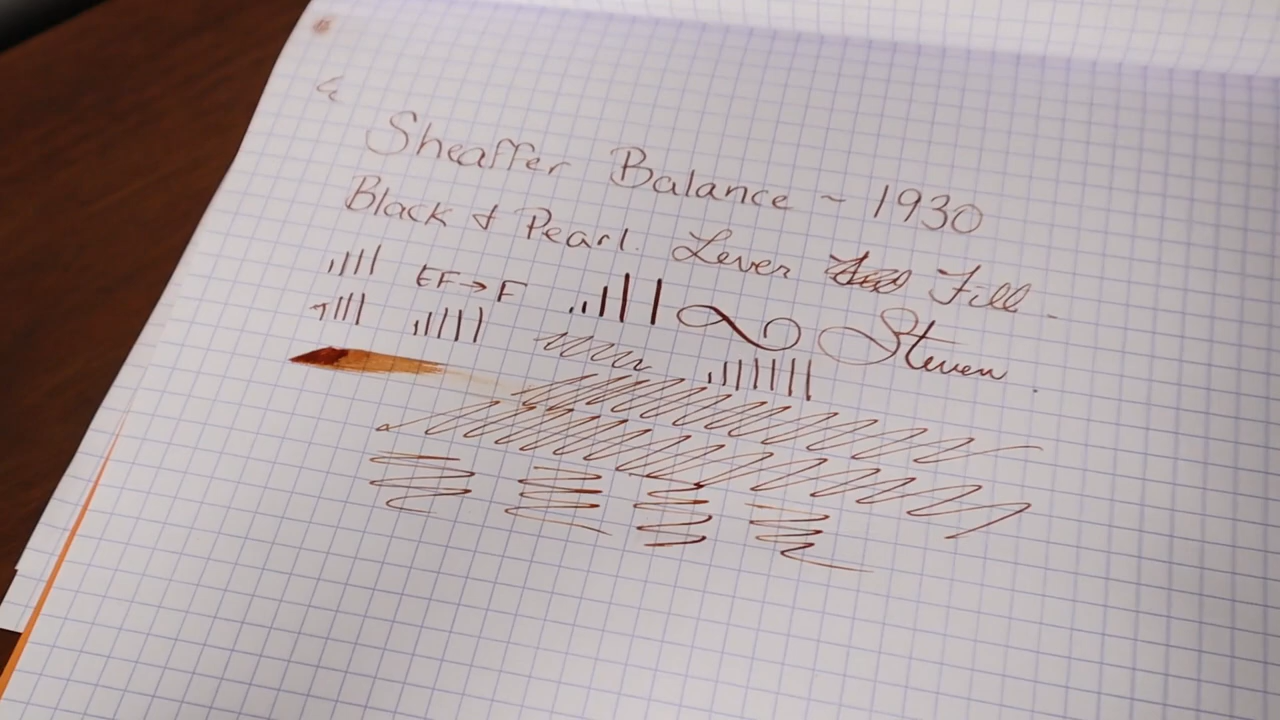 Sheaffer Balance ~ 1930
Black & Pearl. Lever Fill.
EF→F
Steven.